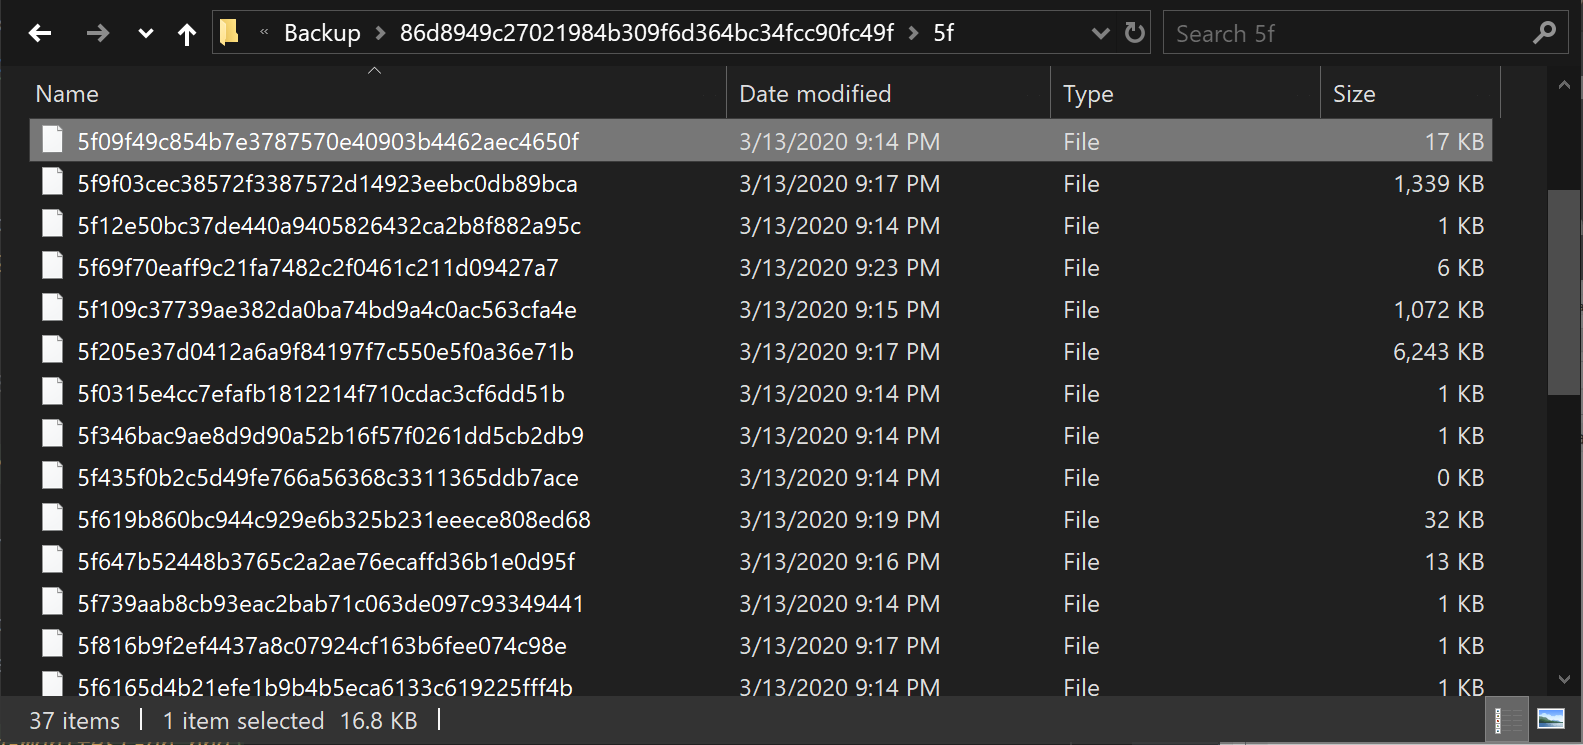 « Backup > 86d8949c27021984b309f6d364bc34fcc90fc49f > 5f Search 5f
Name Date modified Type Size
5f09f49c854b7e3787570e40903b4462aec4650f 3/13/2020 9:14 PM File 17 KB
5f9f03cec38572f3387572d14923eebc0db89bca 3/13/2020 9:17 PM File 1,339 KB
5f12e50bc37de440a9405826432ca2b8f882a95c 3/13/2020 9:14 PM File 1 KB
5f69f70eaff9c21fa7482c2f0461c211d09427a7 3/13/2020 9:23 PM File 6 KB
5f109c37739ae382da0ba74bd9a4c0ac563cfa4e 3/13/2020 9:15 PM File 1,072 KB
5f205e37d0412a6a9f84197f7c550e5f0a36e71b 3/13/2020 9:17 PM File 6,243 KB
5f0315e4cc7efafb1812214f710cdac3cf6dd51b 3/13/2020 9:14 PM File 1 KB
5f346bac9ae8d9d90a52b16f57f0261dd5cb2db9 3/13/2020 9:14 PM File 1 KB
5f435f0b2c5d49fe766a56368c3311365ddb7ace 3/13/2020 9:14 PM File 0 KB
5f619b860bc944c929e6b325b231eeece808ed68 3/13/2020 9:19 PM File 32 KB
5f647b52448b3765c2a2ae76ecaffd36b1e0d95f 3/13/2020 9:16 PM File 13 KB
5f739aab8cb93eac2bab71c063de097c93349441 3/13/2020 9:14 PM File 1 KB
5f816b9f2ef4437a8c07924cf163b6fee074c98e 3/13/2020 9:17 PM File 1 KB
5f6165d4b21efe1b9b4b5eca6133c619225fff4b 3/13/2020 9:14 PM File 1 KB
37 items | 1 item selected 16.8 KB |